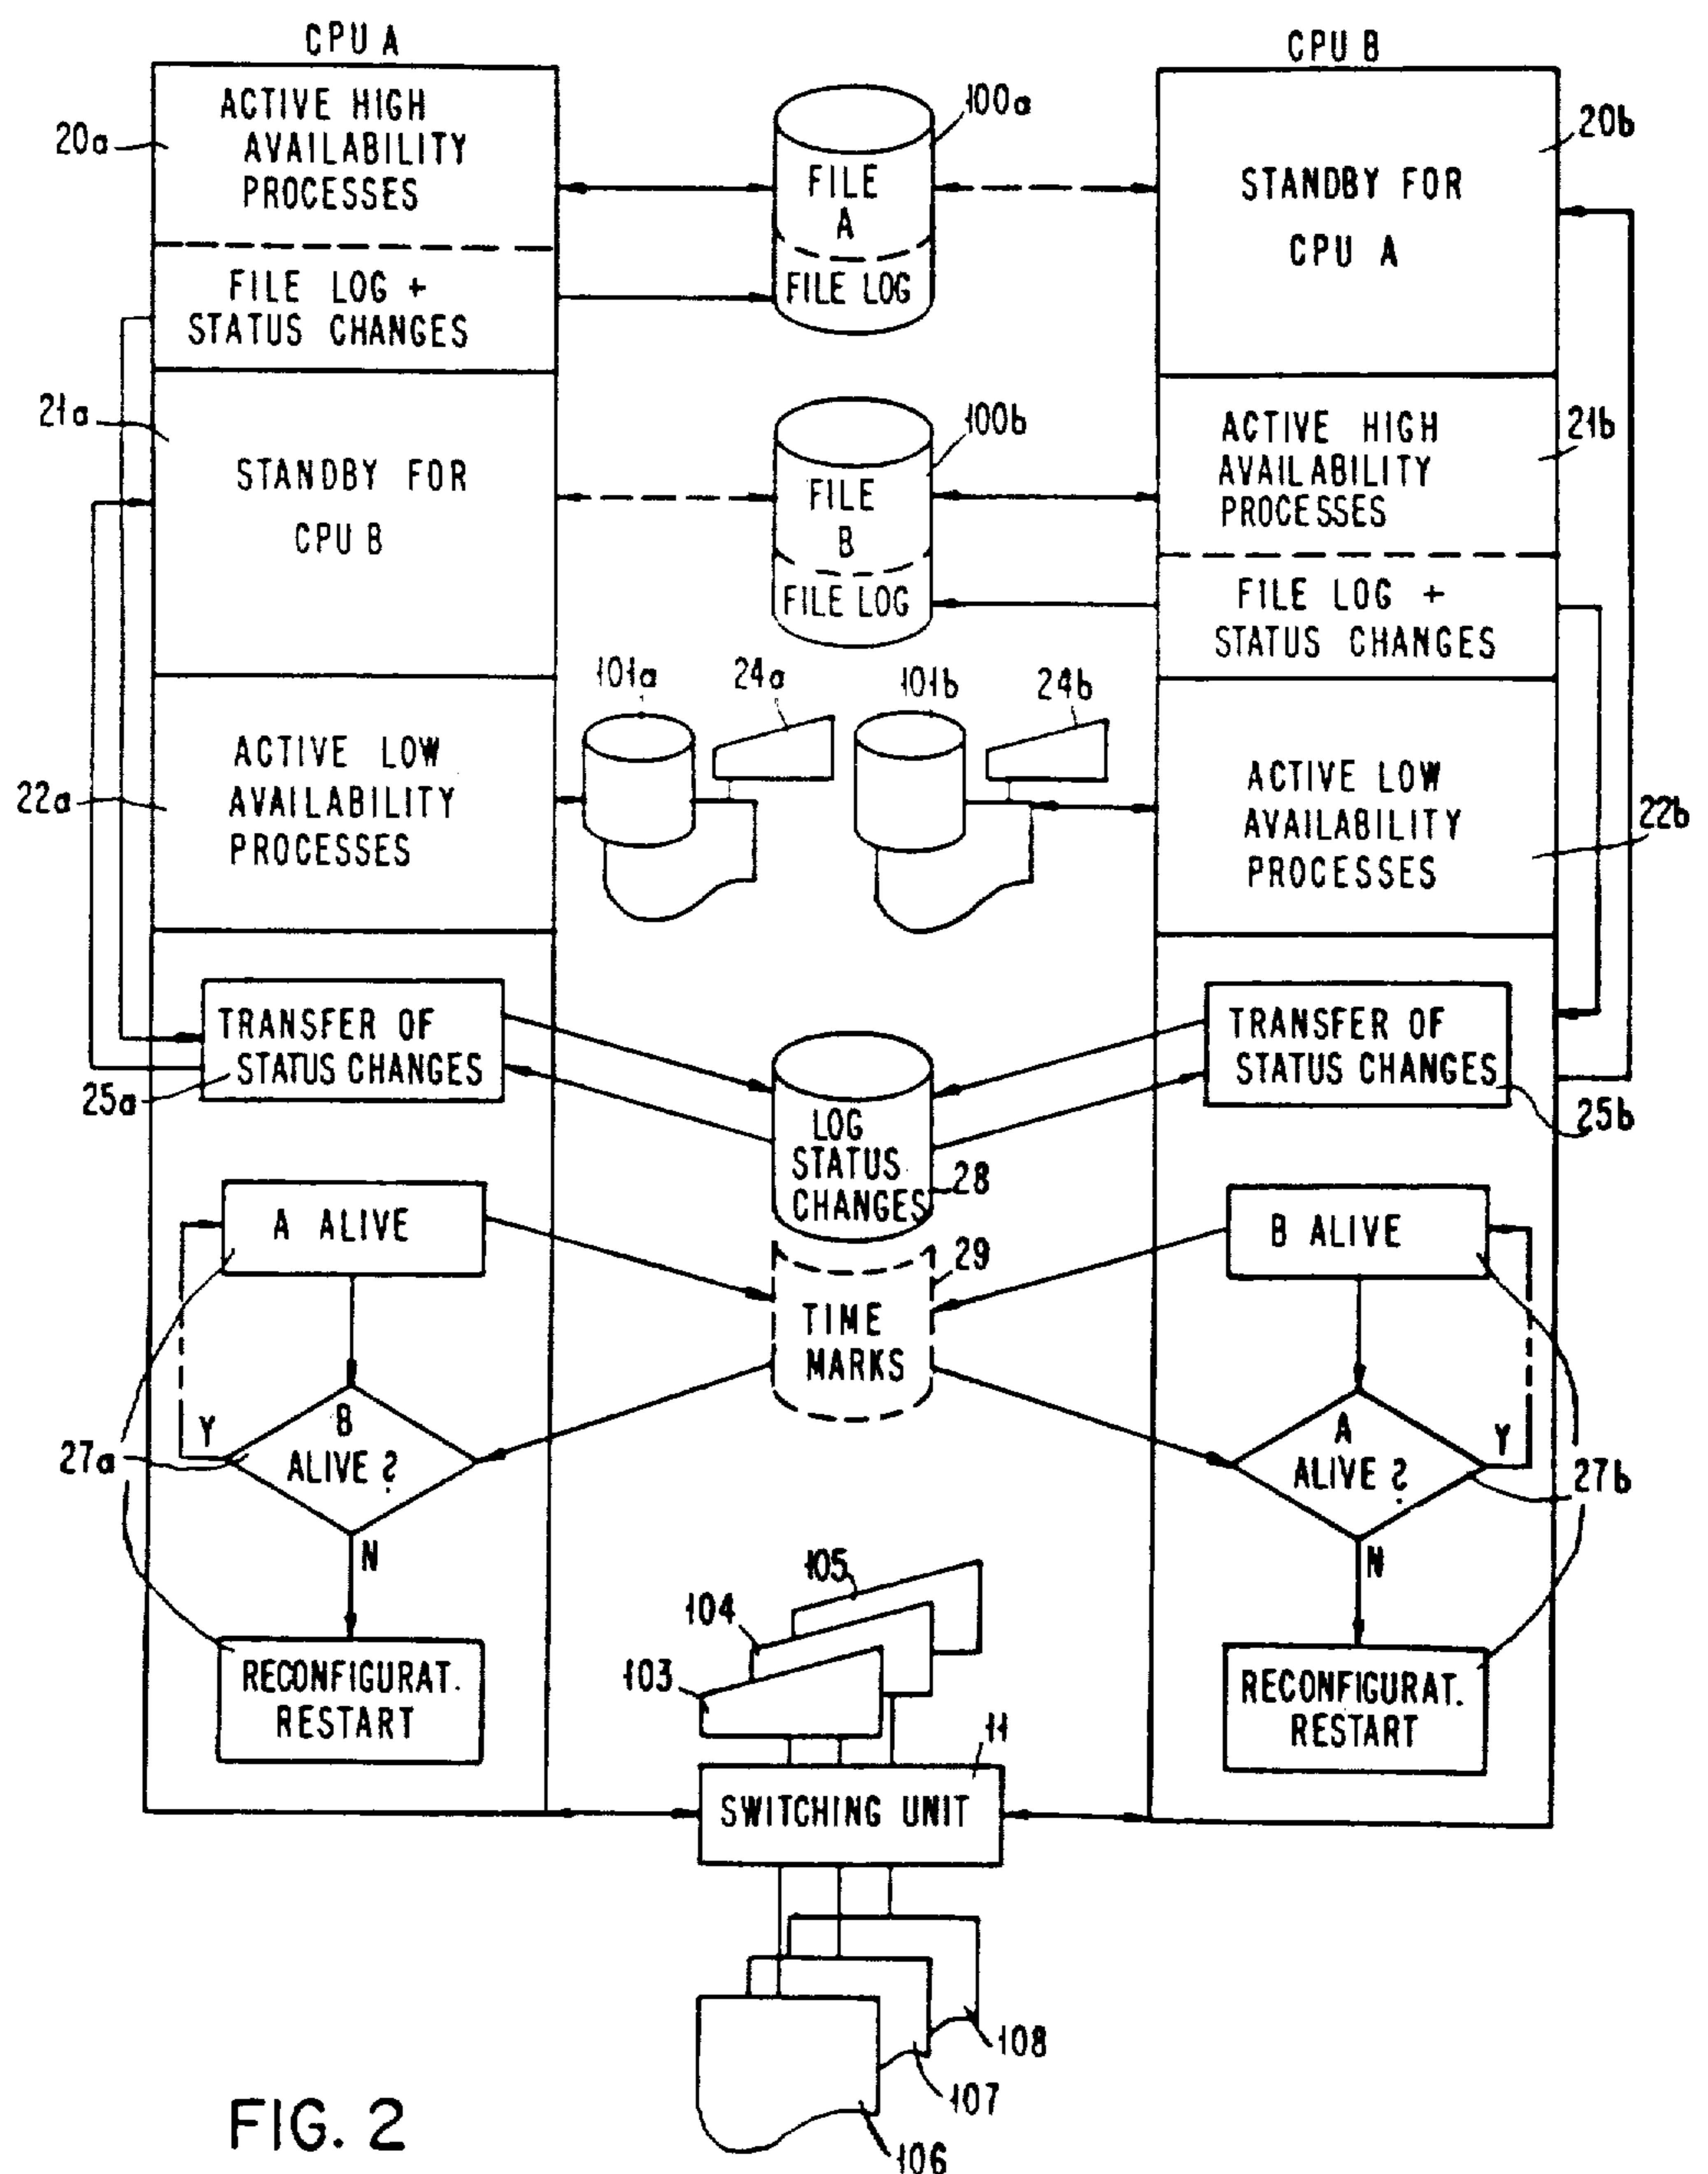 CPU A
CPU B
ACTIVE HIGH
AVAILABILITY
PROCESSES
20a
FILE LOG +
STATUS CHANGES
21a
STANDBY FOR
CPU B
22a
ACTIVE LOW
AVAILABILITY
PROCESSES
100a
FILE
A
FILE LOG
100b
FILE
B
FILE LOG
101a
24a
101b
24b
STANDBY FOR
CPU A
20b
ACTIVE HIGH
AVAILABILITY
PROCESSES
21b
FILE LOG +
STATUS CHANGES
ACTIVE LOW
AVAILABILITY
PROCESSES
22b
TRANSFER OF
STATUS CHANGES
25a
LOG
STATUS
CHANGES
28
TRANSFER OF
STATUS CHANGES
25b
A ALIVE
29
TIME
MARKS
B ALIVE
B
ALIVE ?
Y
27a
N
A
ALIVE ?
Y
27b
N
RECONFIGURAT.
RESTART
105
104
103
11
SWITCHING UNIT
RECONFIGURAT.
RESTART
108
107
106
FIG. 2